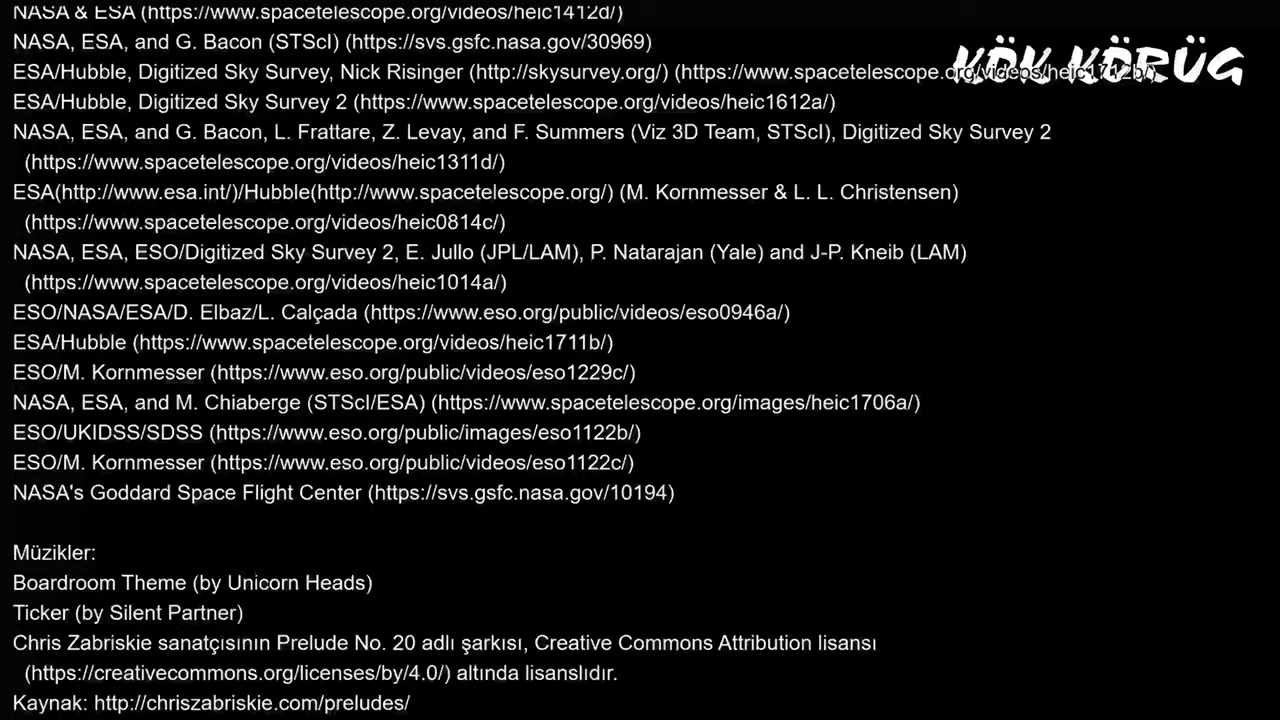 NASA & ESA (https://www.spacetelescope.org/videos/heic1412d/)
NASA, ESA, and G. Bacon (STScI) (https://svs.gsfc.nasa.gov/30969)
KÖK KÖRÜG
ESA/Hubble, Digitized Sky Survey, Nick Risinger (http://skysurvey.org/) (https://www.spacetelescope.org/videos/heic1712b/)
ESA/Hubble, Digitized Sky Survey 2 (https://www.spacetelescope.org/videos/heic1612a/)
NASA, ESA, and G. Bacon, L. Frattare, Z. Levay, and F. Summers (Viz 3D Team, STScI), Digitized Sky Survey 2
(https://www.spacetelescope.org/videos/heic1311d/)
ESA(http://www.esa.int/)/Hubble(http://www.spacetelescope.org/) (M. Kornmesser & L. L. Christensen)
(https://www.spacetelescope.org/videos/heic0814c/)
NASA, ESA, ESO/Digitized Sky Survey 2, E. Jullo (JPL/LAM), P. Natarajan (Yale) and J-P. Kneib (LAM)
(https://www.spacetelescope.org/videos/heic1014a/)
ESO/NASA/ESA/D. Elbaz/L. Calçada (https://www.eso.org/public/videos/eso0946a/)
ESA/Hubble (https://www.spacetelescope.org/videos/heic1711b/)
ESO/M. Kornmesser (https://www.eso.org/public/videos/eso1229c/)
NASA, ESA, and M. Chiaberge (STScI/ESA) (https://www.spacetelescope.org/images/heic1706a/)
ESO/UKIDSS/SDSS (https://www.eso.org/public/images/eso1122b/)
ESO/M. Kornmesser (https://www.eso.org/public/videos/eso1122c/)
NASA's Goddard Space Flight Center (https://svs.gsfc.nasa.gov/10194)
Müzikler:
Boardroom Theme (by Unicorn Heads)
Ticker (by Silent Partner)
Chris Zabriskie sanatçısının Prelude No. 20 adlı şarkısı, Creative Commons Attribution lisansı
(https://creativecommons.org/licenses/by/4.0/) altında lisanslıdır.
Kaynak: http://chriszabriskie.com/preludes/